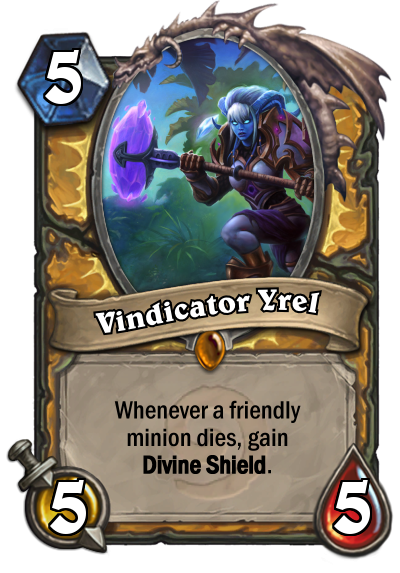 5
Vindicator Yrel
Whenever a friendly
minion dies, gain
Divine Shield.
5
5